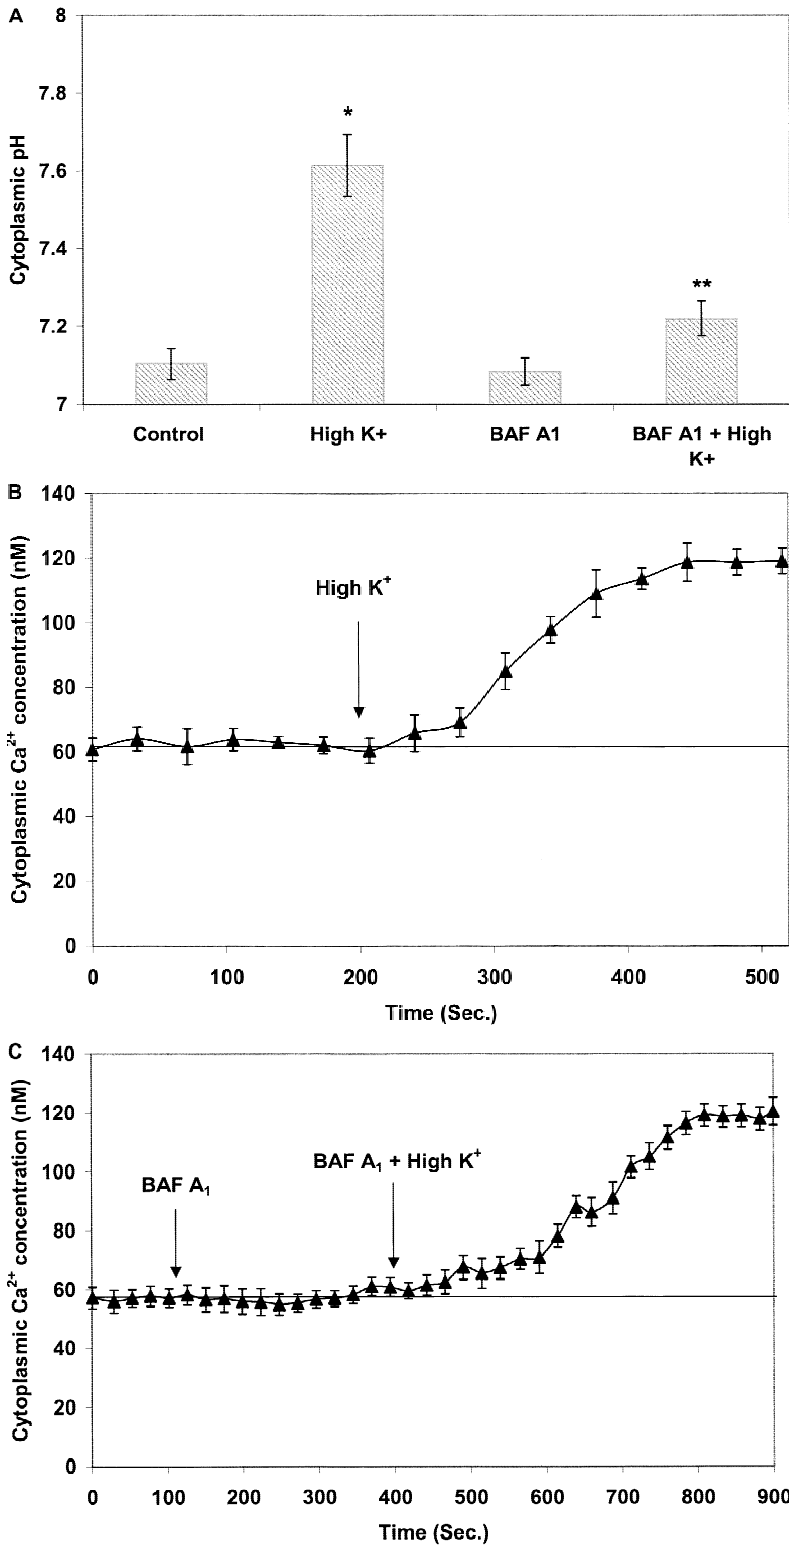 A
8
7.8
7.6
7.4
7.2
7
Cytoplasmic pH
*
**
Control
High K+
BAF A1
BAF A1 + High
K+
B
140
120
100
80
60
40
20
0
Cytoplasmic Ca²⁺ concentration (nM)
High K⁺
0 100 200 300 400 500
Time (Sec.)
C
140
120
100
80
60
40
20
0
Cytoplasmic Ca²⁺ concentration (nM)
BAF A₁
BAF A₁ + High K⁺
0 100 200 300 400 500 600 700 800 900
Time (Sec.)